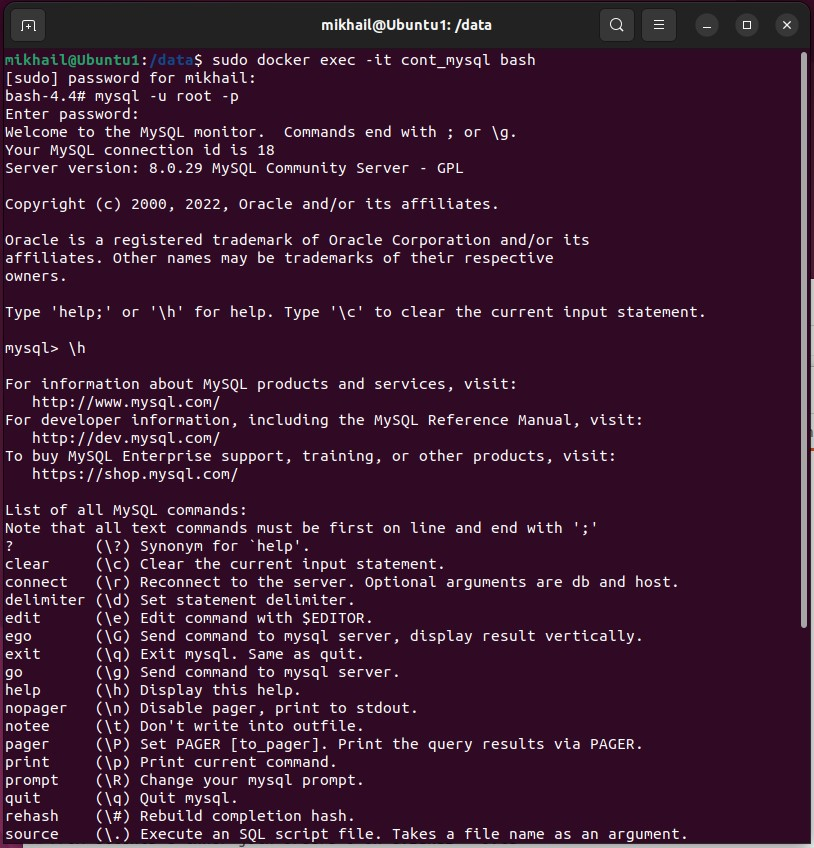 mikhail@Ubuntu1: /data
mikhail@Ubuntu1:/data$ sudo docker exec -it cont_mysql bash
[sudo] password for mikhail:
bash-4.4# mysql -u root -p
Enter password:
Welcome to the MySQL monitor.  Commands end with ; or \g.
Your MySQL connection id is 18
Server version: 8.0.29 MySQL Community Server - GPL

Copyright (c) 2000, 2022, Oracle and/or its affiliates.

Oracle is a registered trademark of Oracle Corporation and/or its
affiliates. Other names may be trademarks of their respective
owners.

Type 'help;' or '\h' for help. Type '\c' to clear the current input statement.

mysql> \h

For information about MySQL products and services, visit:
   http://www.mysql.com/
For developer information, including the MySQL Reference Manual, visit:
   http://dev.mysql.com/
To buy MySQL Enterprise support, training, or other products, visit:
   https://shop.mysql.com/

List of all MySQL commands:
Note that all text commands must be first on line and end with ';'
?         (\?) Synonym for `help'.
clear     (\c) Clear the current input statement.
connect   (\r) Reconnect to the server. Optional arguments are db and host.
delimiter (\d) Set statement delimiter.
edit      (\e) Edit command with $EDITOR.
ego       (\G) Send command to mysql server, display result vertically.
exit      (\q) Exit mysql. Same as quit.
go        (\g) Send command to mysql server.
help      (\h) Display this help.
nopager   (\n) Disable pager, print to stdout.
notee     (\t) Don't write into outfile.
pager     (\P) Set PAGER [to_pager]. Print the query results via PAGER.
print     (\p) Print current command.
prompt    (\R) Change your mysql prompt.
quit      (\q) Quit mysql.
rehash    (\#) Rebuild completion hash.
source    (\.) Execute an SQL script file. Takes a file name as an argument.